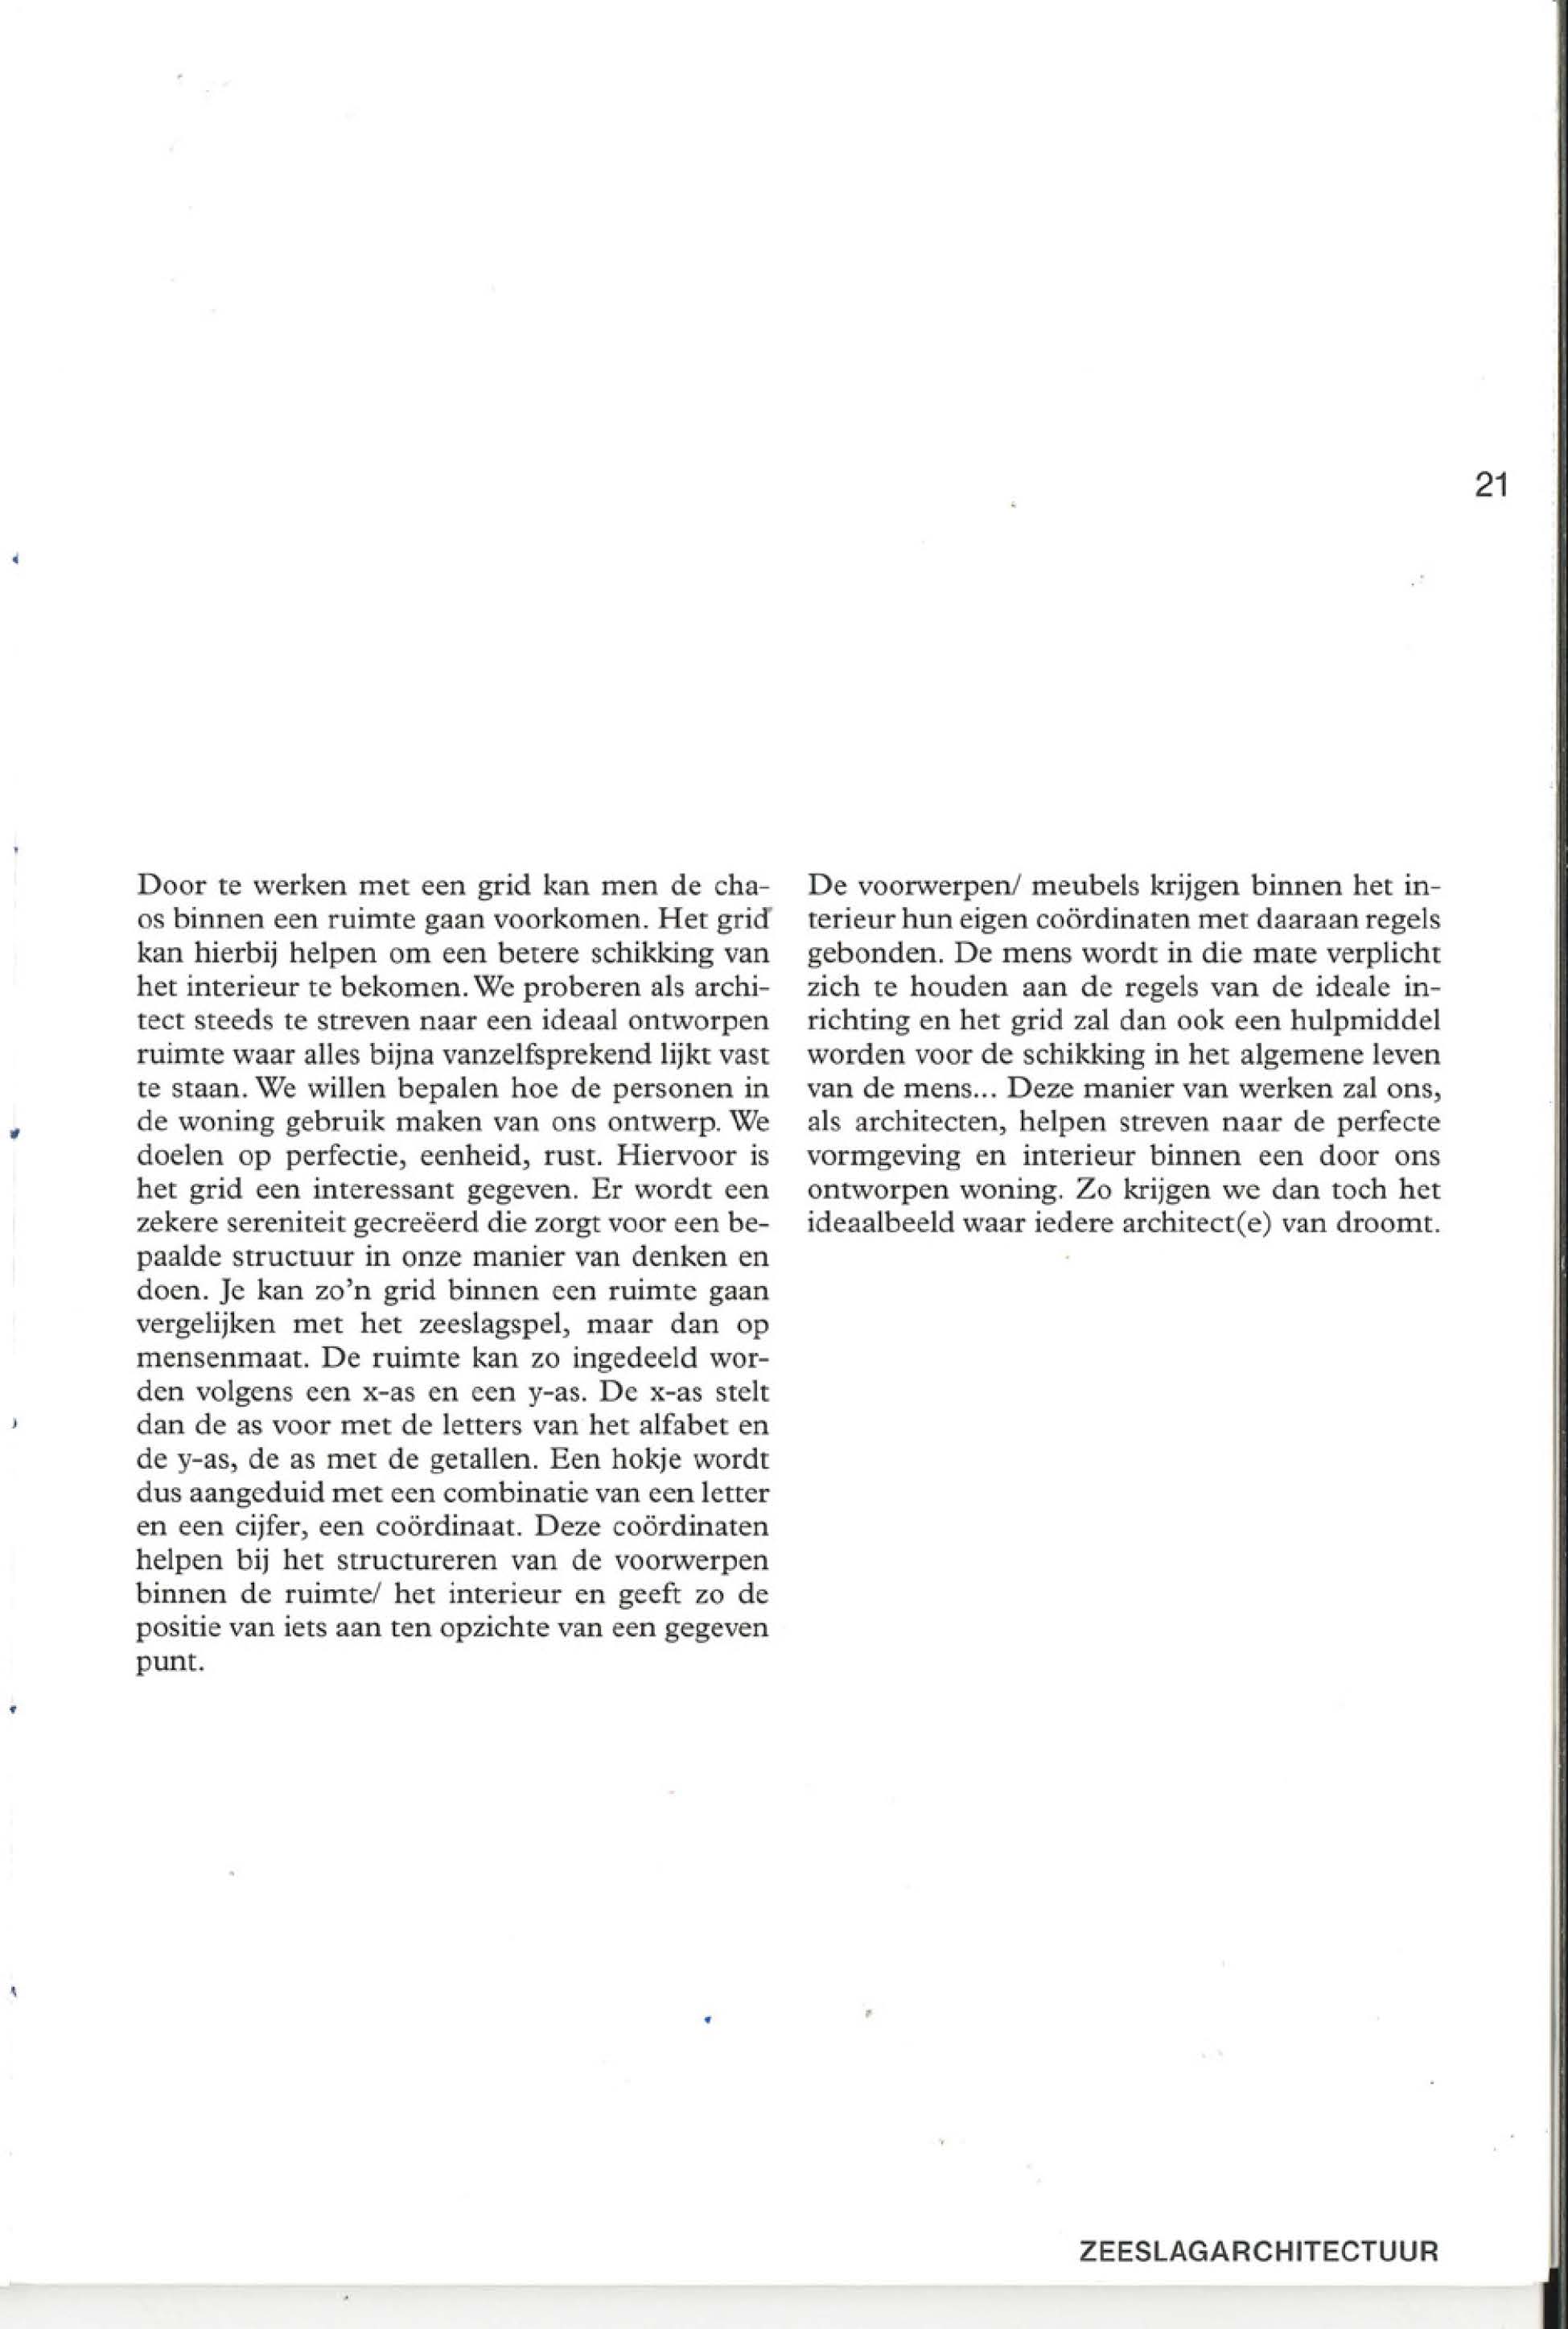 21
Door te werken met een grid kan men de cha-
os binnen een ruimte gaan voorkomen. Het grid
kan hierbij helpen om een betere schikking van
het interieur te bekomen. We proberen als archi-
tect steeds te streven naar een ideaal ontworpen
ruimte waar alles bijna vanzelfsprekend lijkt vast
te staan. We willen bepalen hoe de personen in
de woning gebruik maken van ons ontwerp. We
doelen op perfectie, eenheid, rust. Hiervoor is
het grid een interessant gegeven. Er wordt een
zekere sereniteit gecreëerd die zorgt voor een be-
paalde structuur in onze manier van denken en
doen. Je kan zo’n grid binnen een ruimte gaan
vergelijken met het zeeslagspel, maar dan op
mensenmaat. De ruimte kan zo ingedeeld wor-
den volgens een x-as en een y-as. De x-as stelt
dan de as voor met de letters van het alfabet en
de y-as, de as met de getallen. Een hokje wordt
dus aangeduid met een combinatie van een letter
en een cijfer, een coördinaat. Deze coördinaten
helpen bij het structureren van de voorwerpen
binnen de ruimte/ het interieur en geeft zo de
positie van iets aan ten opzichte van een gegeven
punt.
De voorwerpen/ meubels krijgen binnen het in-
terieur hun eigen coördinaten met daaraan regels
gebonden. De mens wordt in die mate verplicht
zich te houden aan de regels van de ideale in-
richting en het grid zal dan ook een hulpmiddel
worden voor de schikking in het algemene leven
van de mens... Deze manier van werken zal ons,
als architecten, helpen streven naar de perfecte
vormgeving en interieur binnen een door ons
ontworpen woning. Zo krijgen we dan toch het
ideaalbeeld waar iedere architect(e) van droomt.
ZEESLAGARCHITECTUUR